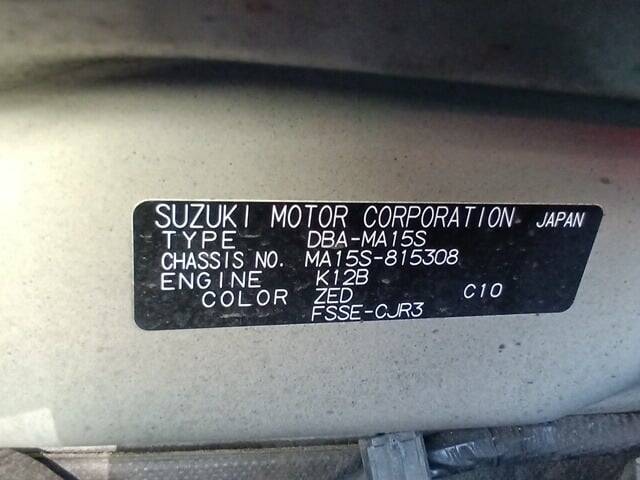 SUZUKI MOTOR CORPORATION JAPAN
TYPE DBA-MA15S
CHASSIS NO. MA15S-815308
ENGINE K12B
COLOR ZED C10
FSSE-CJR3